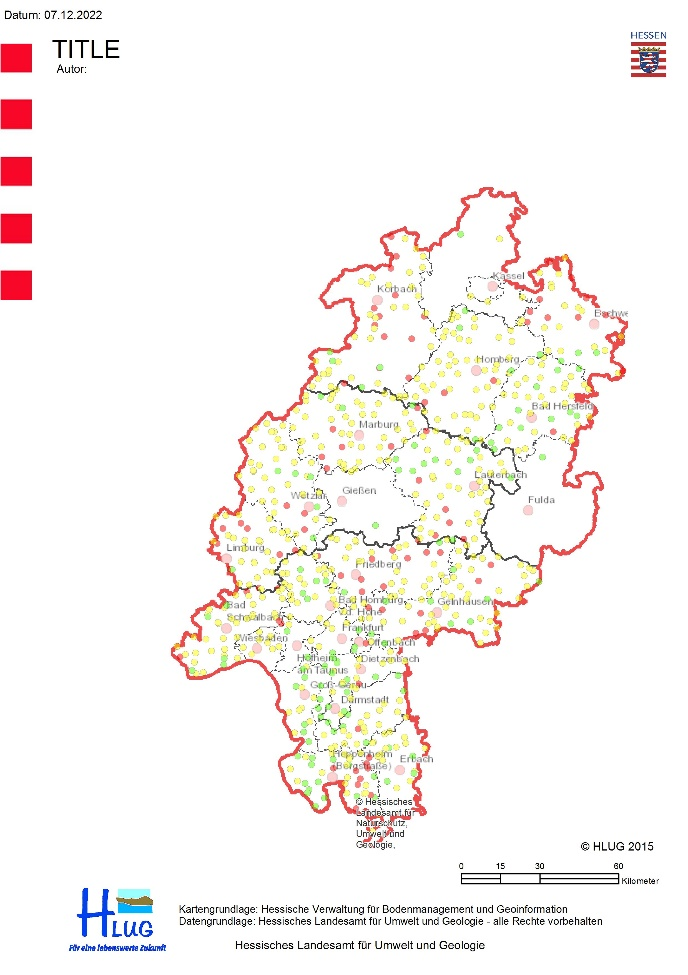 Datum: 07.12.2022
TITLE
Autor:
HESSEN
Kassel
Korbach
Homberg
Bad Hersfeld
Marburg
Lauterbach
Gießen
Wetzlar
Fulda
Limburg
Friedberg
Bad Homburg
v.d. Höhe
Gelnhausen
Bad
Schwalbach
Frankfurt
Wiesbaden
Offenbach
Hofheim
am Taunus
Dietzenbach
Groß-Gerau
Darmstadt
Heppenheim
(Bergstraße)
Erbach
© Hessisches
Landesamt für
Naturschutz,
Umwelt und
Geologie,
© HLUG 2015
0 15 30 60
Kilometer
HLUG
Für eine lebenswerte Zukunft
Kartengrundlage: Hessische Verwaltung für Bodenmanagement und Geoinformation
Datengrundlage: Hessisches Landesamt für Umwelt und Geologie - alle Rechte vorbehalten
Hessisches Landesamt für Umwelt und Geologie